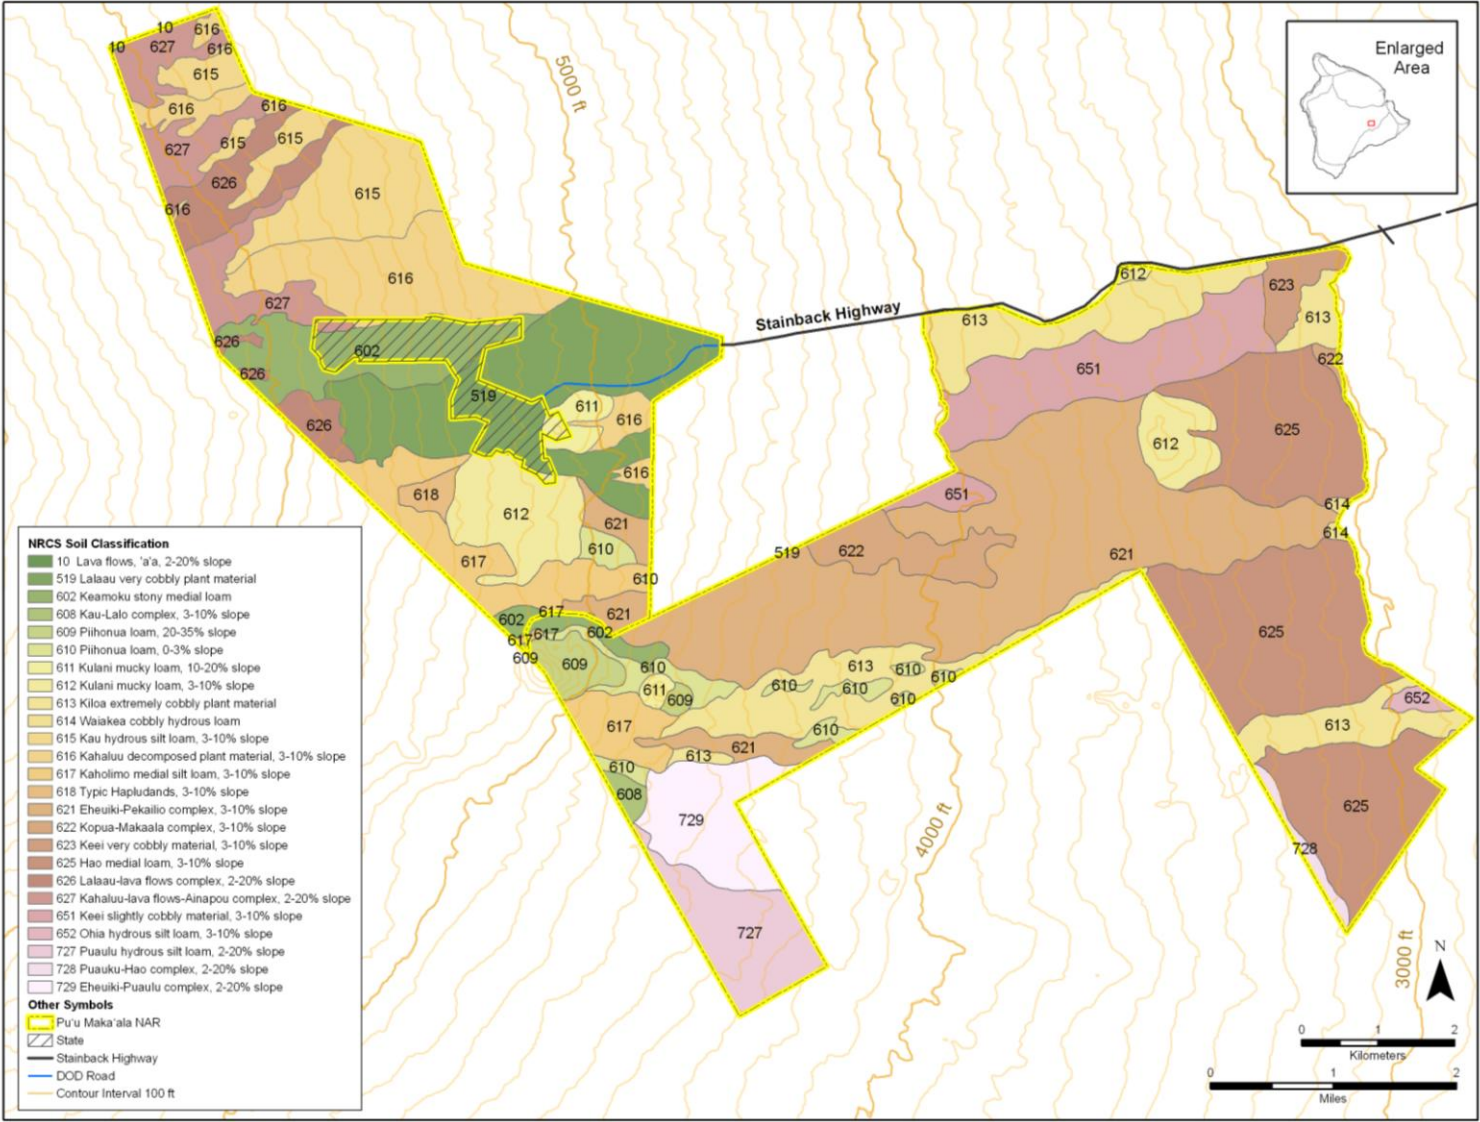 10
616
10
627
616
615
616
616
615
615
627
626
615
616
616
627
626
602
626
519
626
611
616
616
618
612
621
610
617
610
617
621
602
617
602
617
609
609
610
611
609
617
610
613
610
610
610
610
610
621
613
610
608
729
727
5000 ft
Stainback Highway
Enlarged
Area
612
623
613
613
622
651
625
612
651
614
614
519
622
621
625
652
613
625
728
4000 ft
3000 ft
NRCS Soil Classification
10 Lava flows, 'a'a, 2-20% slope
519 Lalaau very cobbly plant material
602 Keamoku stony medial loam
608 Kau-Lalo complex, 3-10% slope
609 Piihonua loam, 20-35% slope
610 Piihonua loam, 0-3% slope
611 Kulani mucky loam, 10-20% slope
612 Kulani mucky loam, 3-10% slope
613 Kiloa extremely cobbly plant material
614 Waiakea cobbly hydrous loam
615 Kau hydrous silt loam, 3-10% slope
616 Kahaluu decomposed plant material, 3-10% slope
617 Kaholimo medial silt loam, 3-10% slope
618 Typic Hapludands, 3-10% slope
621 Eheuiki-Pekailio complex, 3-10% slope
622 Kopua-Makaala complex, 3-10% slope
623 Keei very cobbly material, 3-10% slope
625 Hao medial loam, 3-10% slope
626 Lalaau-lava flows complex, 2-20% slope
627 Kahaluu-lava flows-Ainapou complex, 2-20% slope
651 Keei slightly cobbly material, 3-10% slope
652 Ohia hydrous silt loam, 3-10% slope
727 Puaulu hydrous silt loam, 2-20% slope
728 Puauku-Hao complex, 2-20% slope
729 Eheuiki-Puaulu complex, 2-20% slope
Other Symbols
Pu'u Maka'ala NAR
State
Stainback Highway
DOD Road
Contour Interval 100 ft
N
0 1 2
Kilometers
0 1 2
Miles